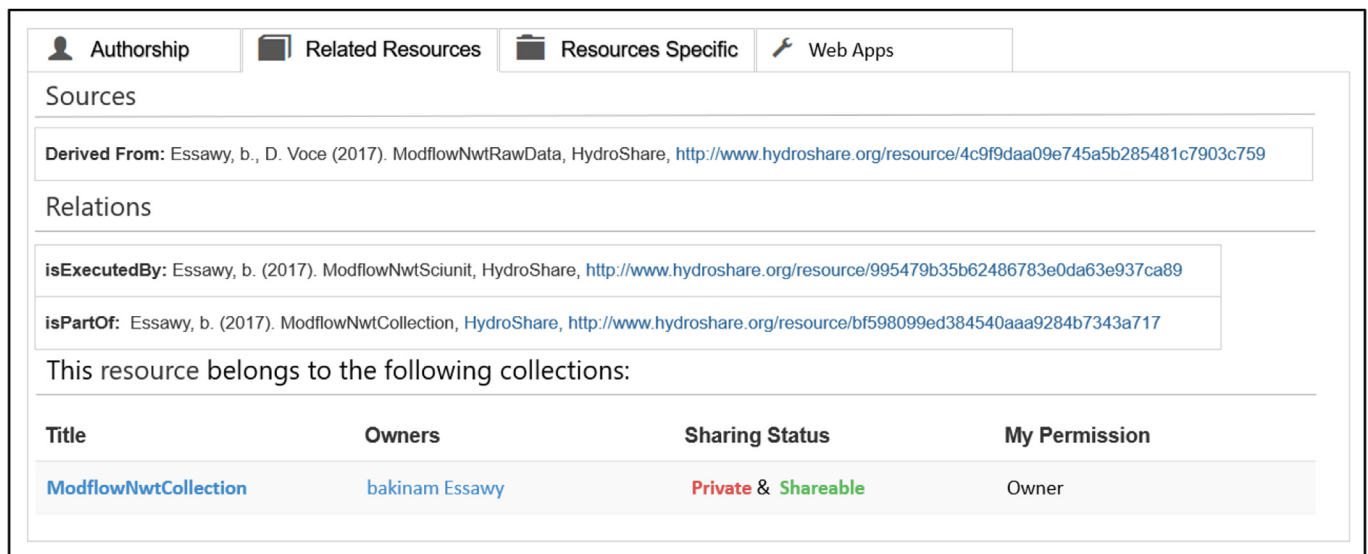 Authorship Related Resources Resources Specific Web Apps
Sources
Derived From: Essawy, b., D. Voce (2017). ModflowNwtRawData, HydroShare, http://www.hydroshare.org/resource/4c9f9daa09e745a5b285481c7903c759
Relations
isExecutedBy: Essawy, b. (2017). ModflowNwtSciunit, HydroShare, http://www.hydroshare.org/resource/995479b35b62486783e0da63e937ca89
isPartOf: Essawy, b. (2017). ModflowNwtCollection, HydroShare, http://www.hydroshare.org/resource/bf598099ed384540aaa9284b7343a717
This resource belongs to the following collections:
Title Owners Sharing Status My Permission
ModflowNwtCollection bakinam Essawy Private & Shareable Owner